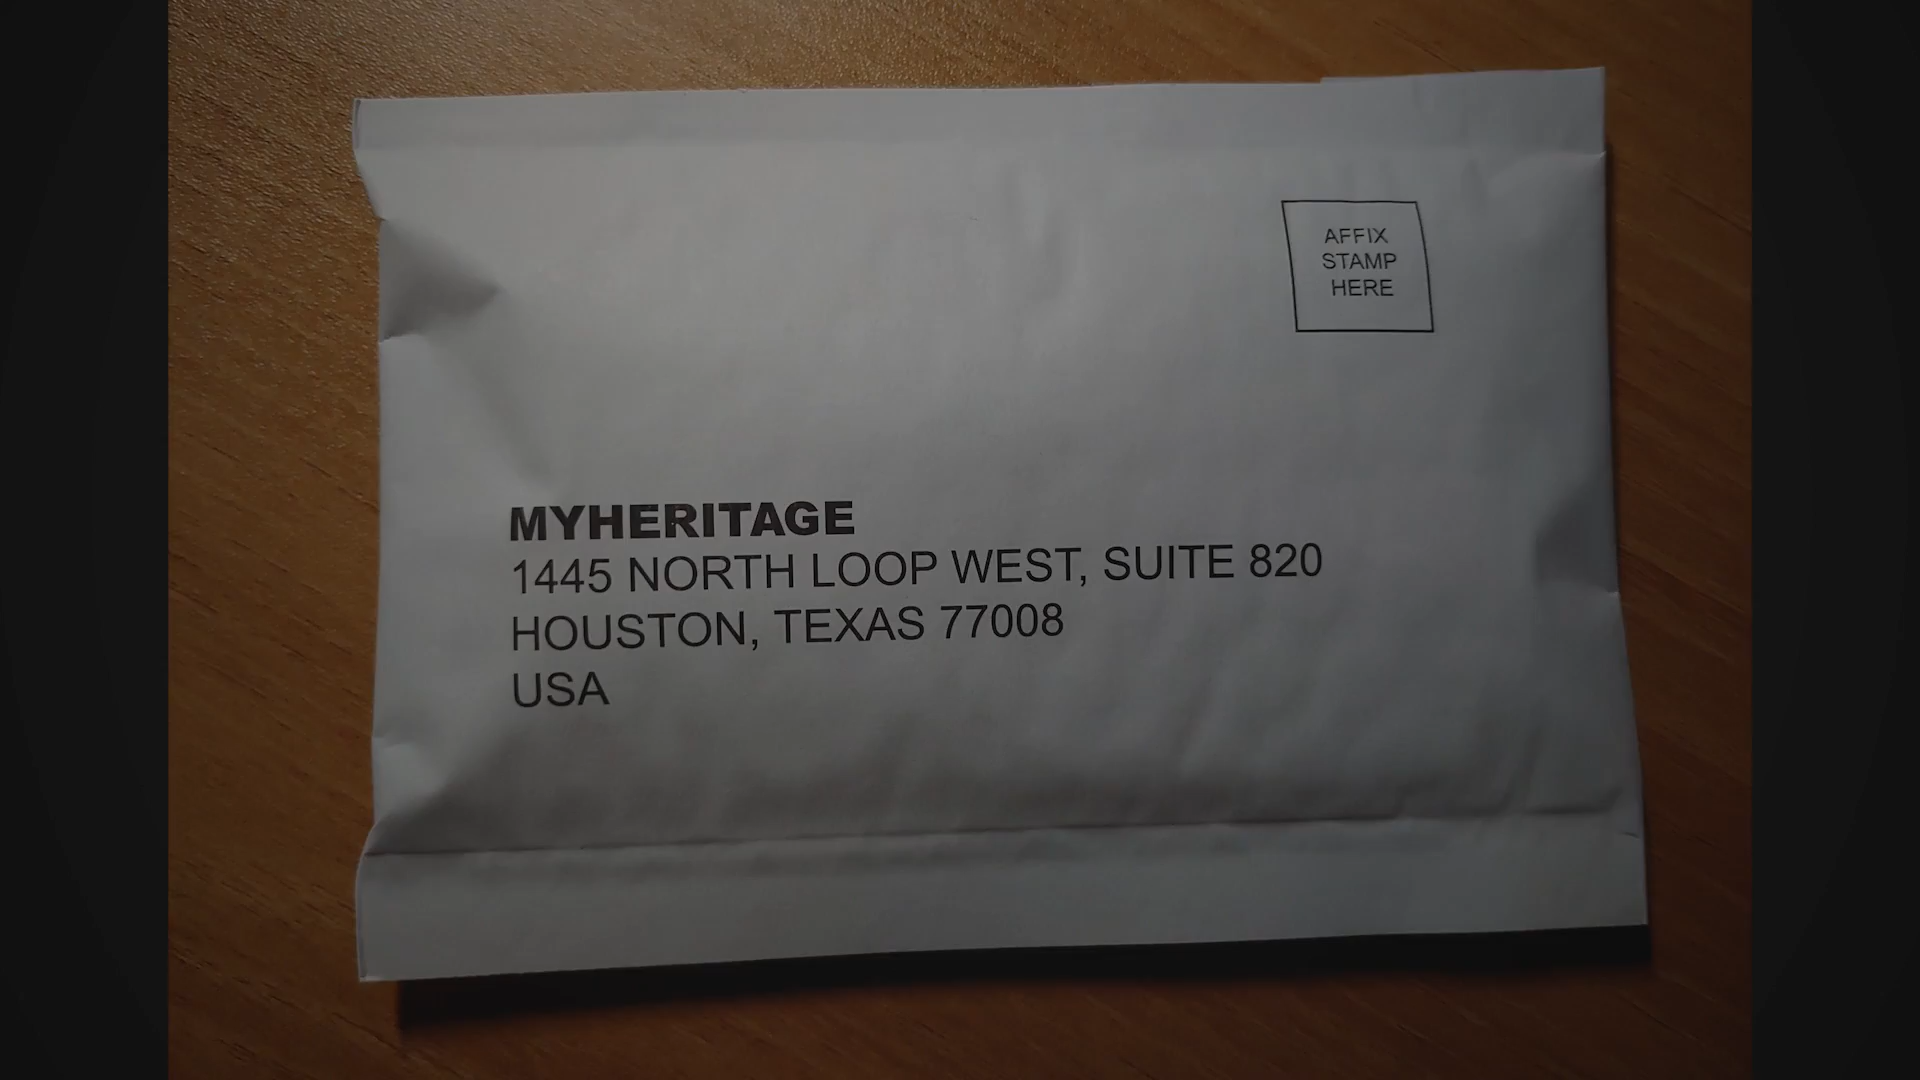 AFFIX
STAMP
HERE
MYHERITAGE
1445 NORTH LOOP WEST, SUITE 820
HOUSTON, TEXAS 77008
USA